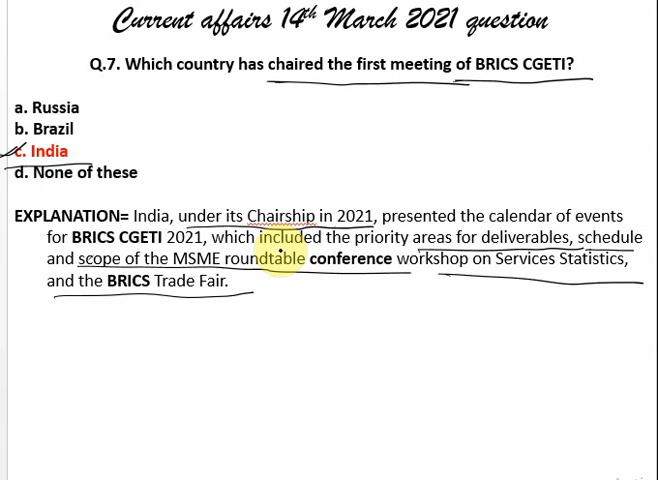 Current affairs 14th March 2021 question
Q.7. Which country has chaired the first meeting of BRICS CGETI?
a. Russia
b. Brazil
c. India
d. None of these
EXPLANATION= India, under its Chairship in 2021, presented the calendar of events
for BRICS CGETI 2021, which included the priority areas for deliverables, schedule
and scope of the MSME roundtable conference workshop on Services Statistics,
and the BRICS Trade Fair.